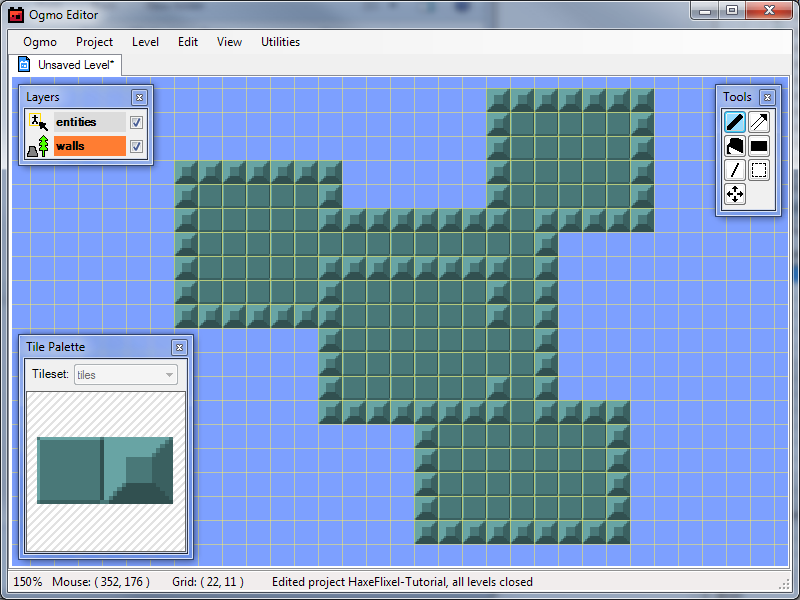 Ogmo Editor
Ogmo Project Level Edit View Utilities
Unsaved Level*
Layers
entities
walls
Tools
Tile Palette
Tileset: tiles
150% Mouse: ( 352, 176 ) Grid: ( 22, 11 ) Edited project HaxeFlixel-Tutorial, all levels closed